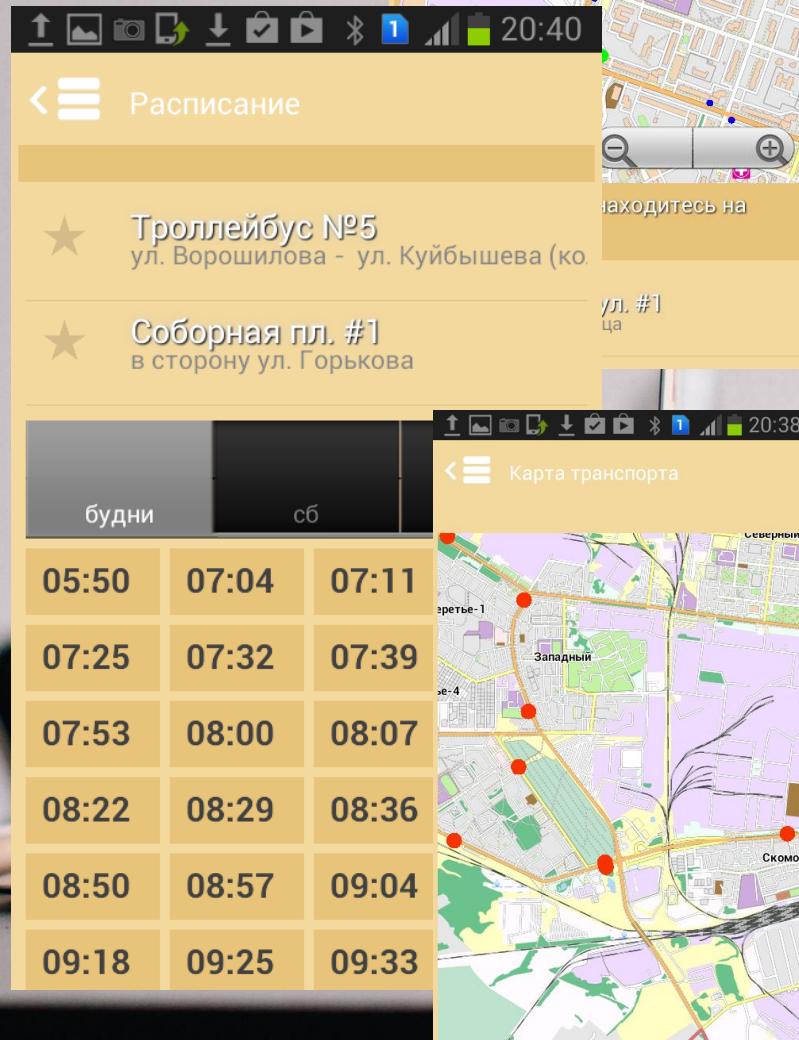 20:40
Расписание
Троллейбус №5
ул. Ворошилова - ул. Куйбышева (ко.
Соборная пл. #1
в сторону ул. Горькова
будни
сб
05:50 07:04 07:11
07:25 07:32 07:39
07:53 08:00 08:07
08:22 08:29 08:36
08:50 08:57 09:04
09:18 09:25 09:33
находитесь на
ул. #1
ца
1 20:38
Карта транспорта
Северный
еретье-1
Западный
ье-4
Скомо